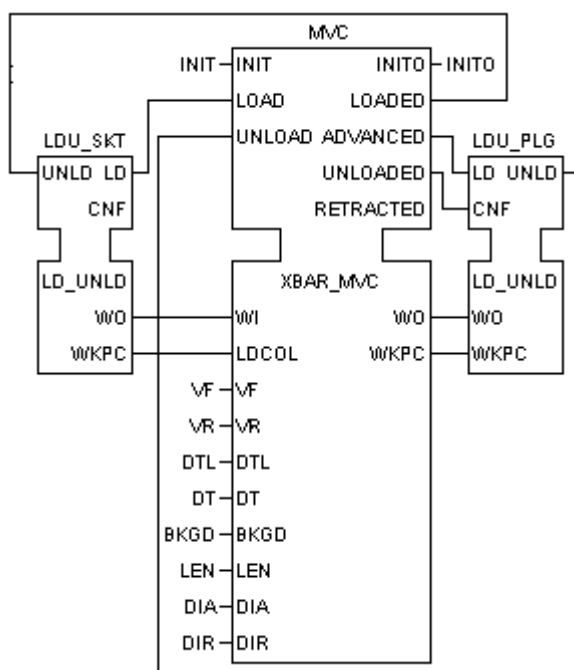 MVC
INIT INIT INITO INITO
LOAD LOADED
LDU_SKT UNLOAD ADVANCED LDU_PLG
UNLD LD UNLOADED LD UNLD
CNF RETRACTED CNF
LD_UNLD XBAR_MVC LD_UNLD
WO WI WO WO
WKPC LDCOL WKPC WKPC
VF VF
VR VR
DTL DTL
DT DT
BKGD BKGD
LEN LEN
DIA DIA
DIR DIR